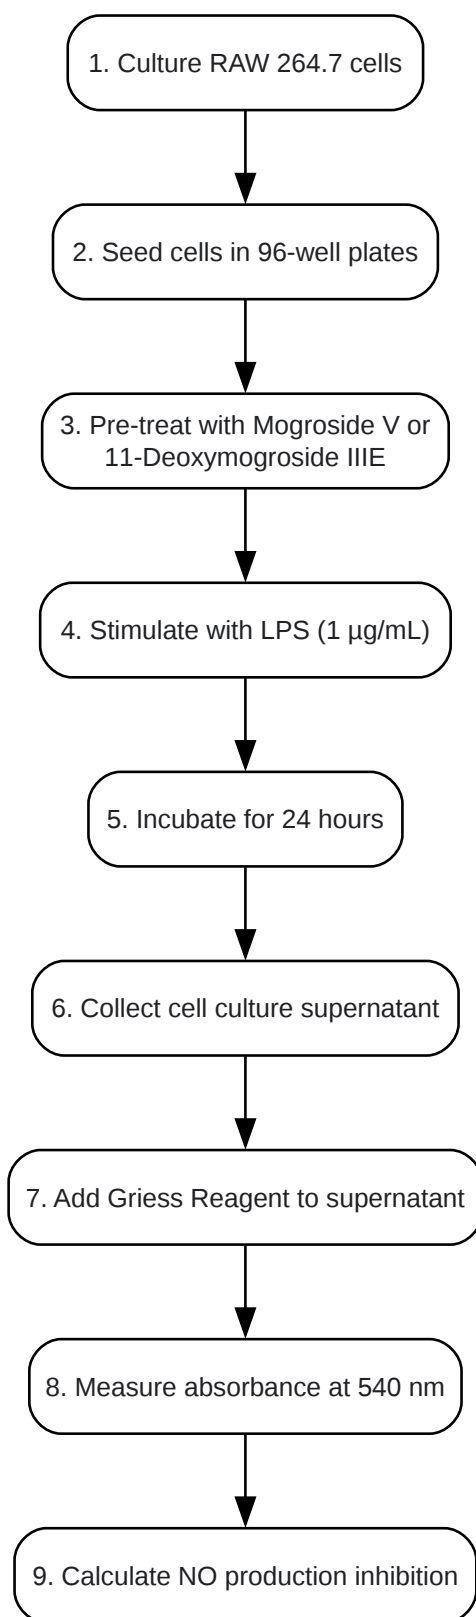 1. Culture RAW 264.7 cells
2. Seed cells in 96-well plates
3. Pre-treat with Mogroside V or
11-Deoxymogroside IIIE
4. Stimulate with LPS (1 µg/mL)
5. Incubate for 24 hours
6. Collect cell culture supernatant
7. Add Griess Reagent to supernatant
8. Measure absorbance at 540 nm
9. Calculate NO production inhibition